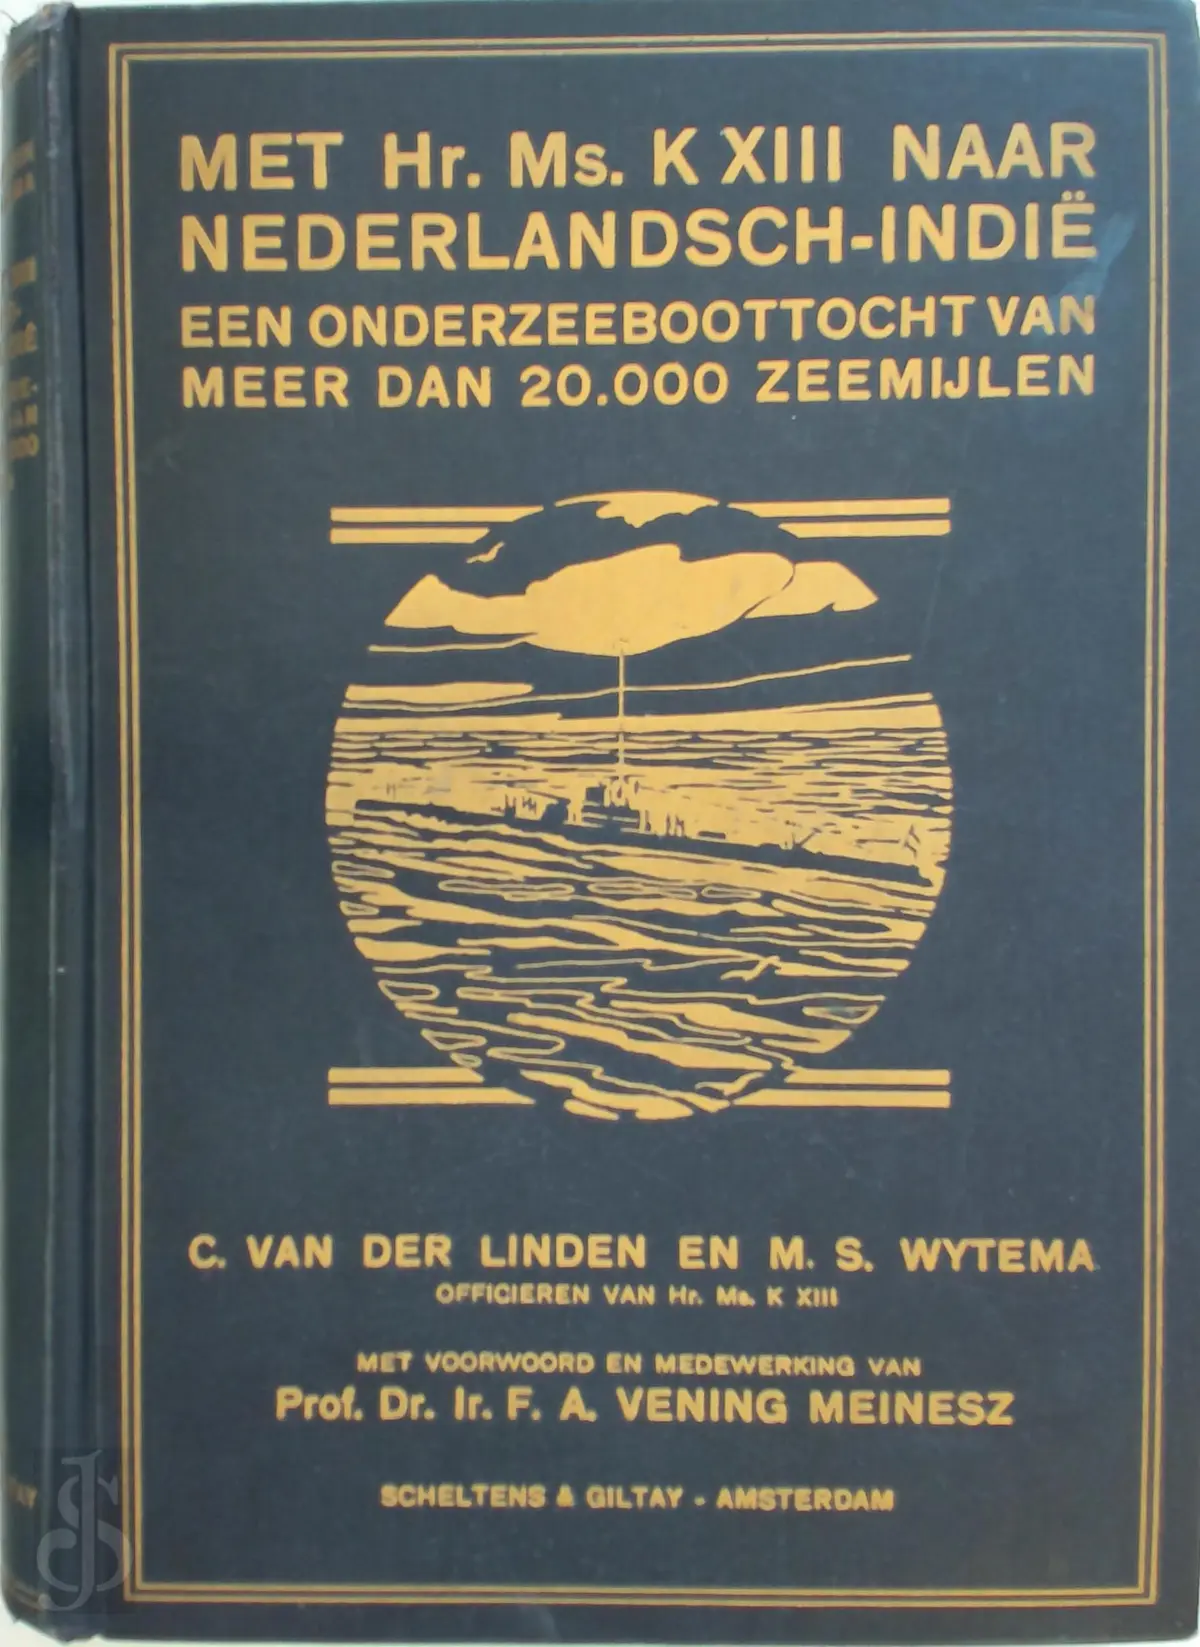 MET Hr. Ms. K XIII NAAR
NEDERLANDSCH-INDIË
EEN ONDERZEEBOOTTOCHT VAN
MEER DAN 20.000 ZEEMIJLEN
C. VAN DER LINDEN EN M. S. WYTEMA
OFFICIEREN VAN Hr. Ms. K XIII
MET VOORWOORD EN MEDEWERKING VAN
Prof. Dr. Ir. F. A. VENING MEINESZ
SCHELTENS & GILTAY - AMSTERDAM